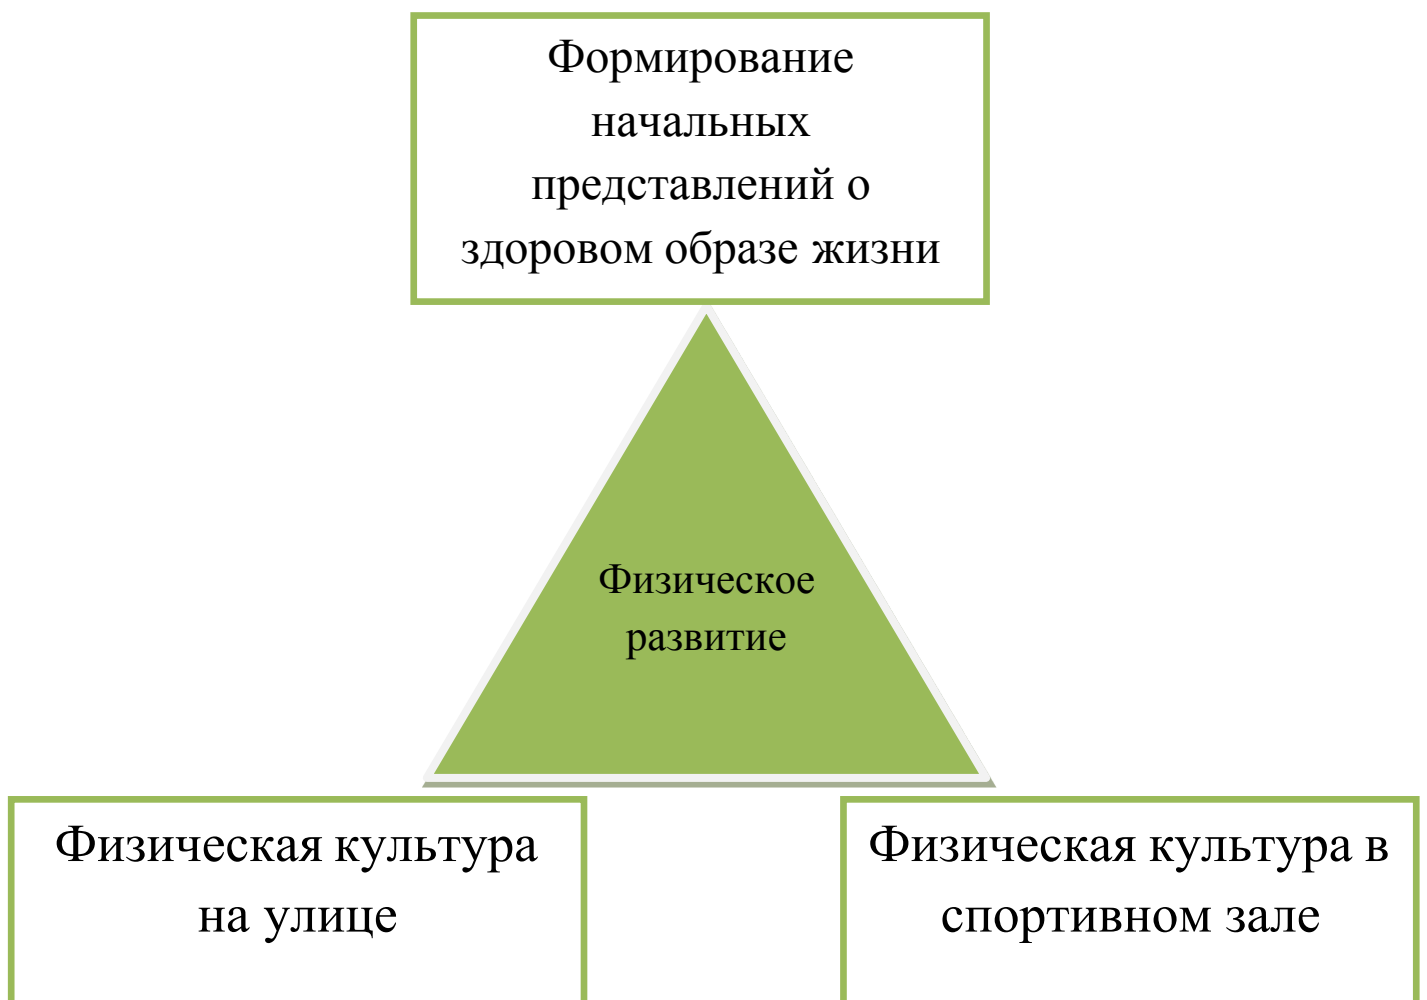 Формирование
начальных
представлений о
здоровом образе жизни
Физическое
развитие
Физическая культура
на улице
Физическая культура в
спортивном зале